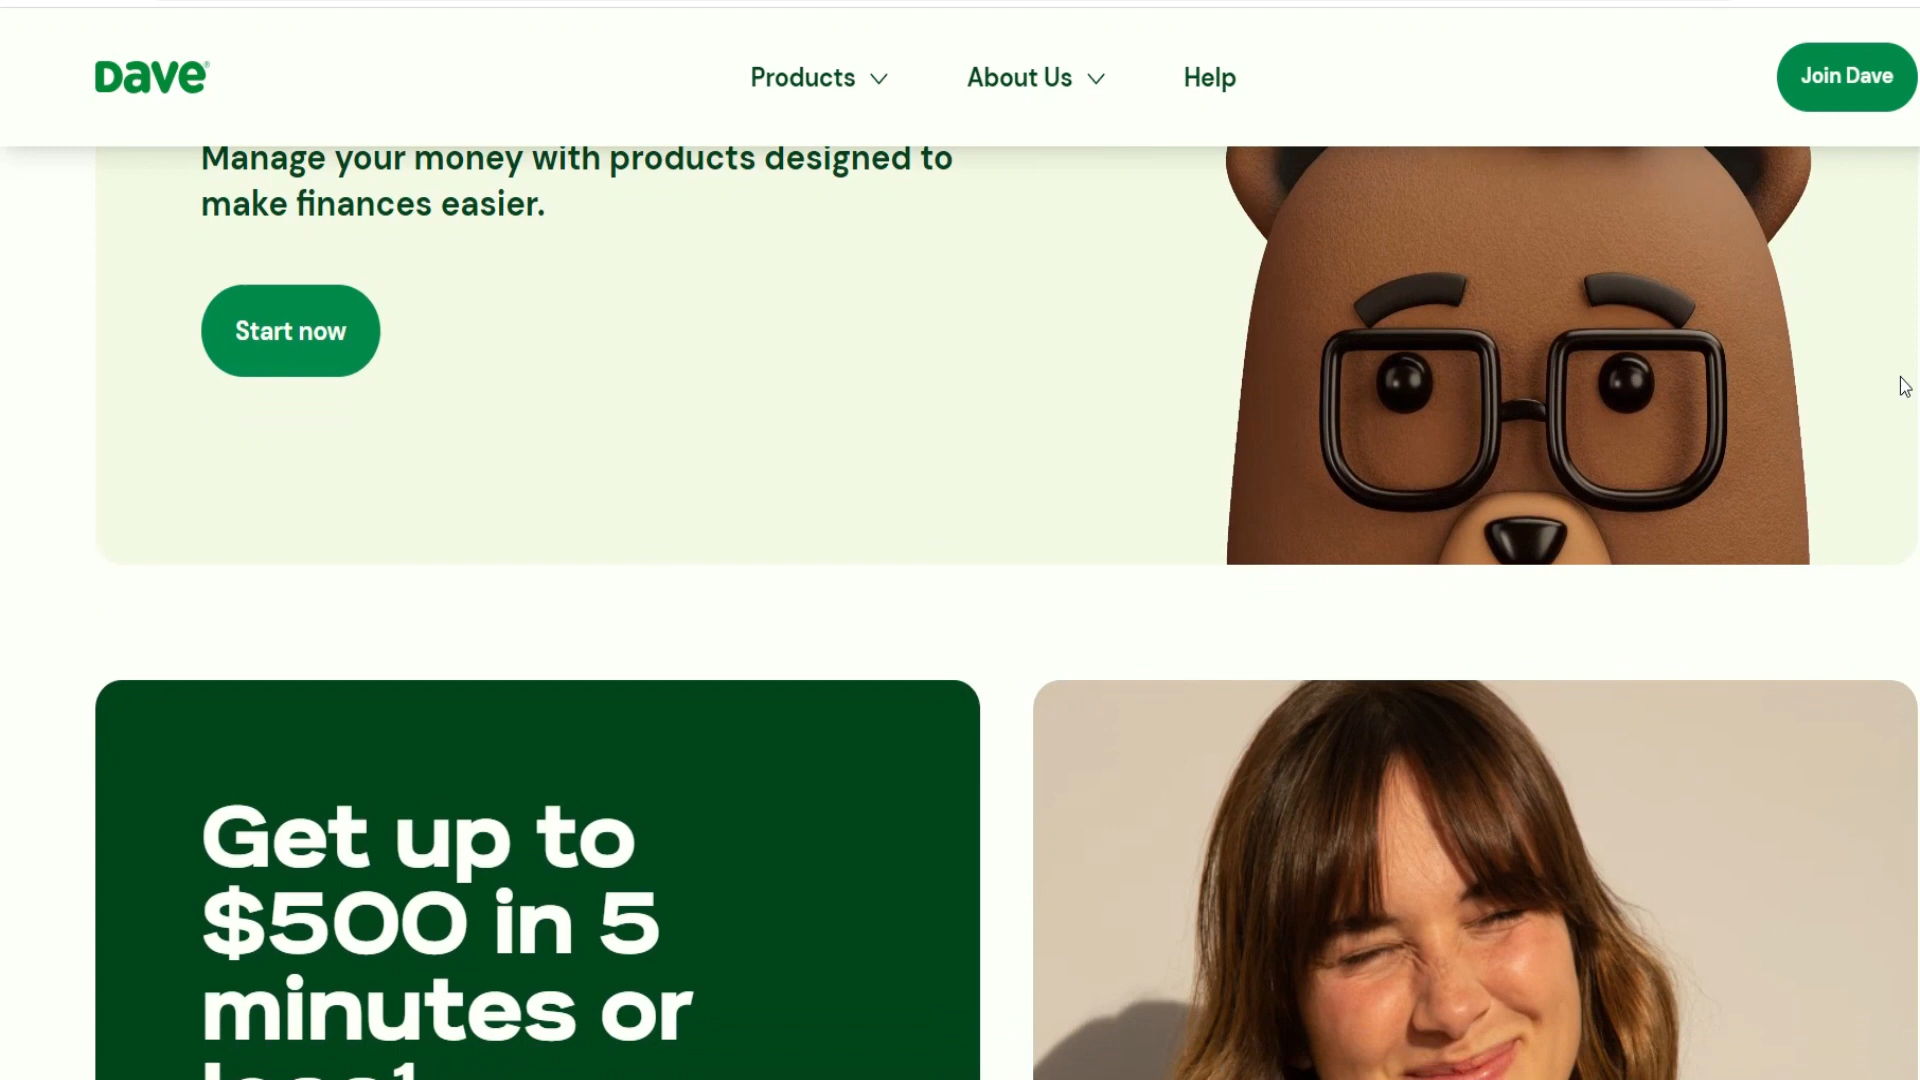 Dave®
Products
About Us
Help
Join Dave
Manage your money with products designed to
make finances easier.
Start now
Get up to
$500 in 5
minutes or
less¹